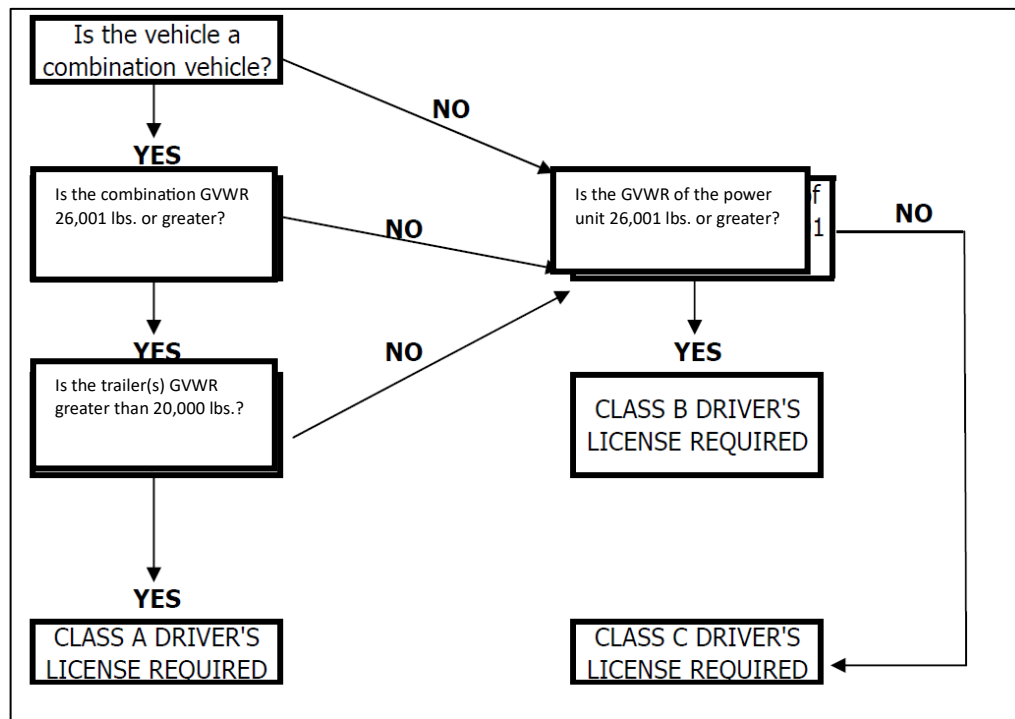 Is the vehicle a
combination vehicle?
NO
YES
Is the combination GVWR
26,001 lbs. or greater?
NO
Is the GVWR of the power
unit 26,001 lbs. or greater?
NO
YES
Is the trailer(s) GVWR
greater than 20,000 lbs.?
NO
YES
CLASS B DRIVER'S
LICENSE REQUIRED
YES
CLASS A DRIVER'S
LICENSE REQUIRED
CLASS C DRIVER'S
LICENSE REQUIRED